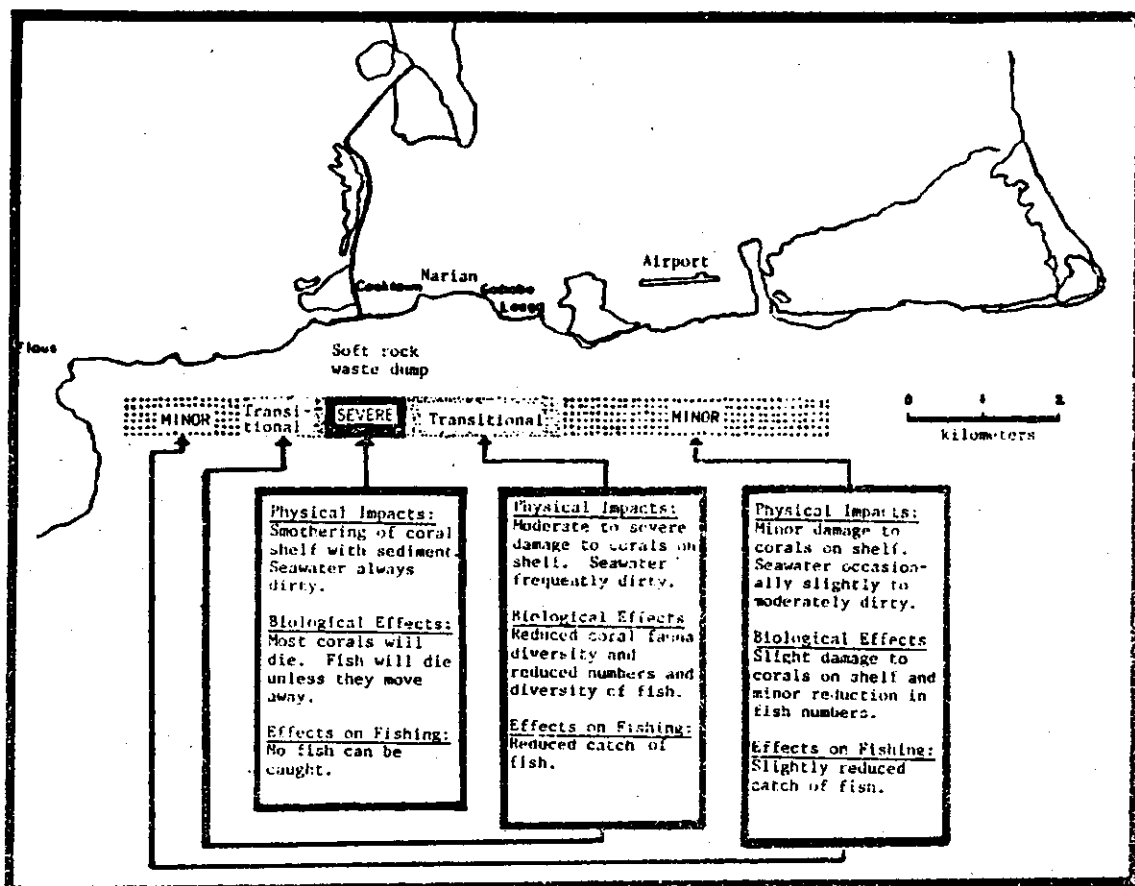 Airport
Narian
Cooktown
Loseq
Soft rock
waste dump
MINOR
Transi-
tional
SEVERE
Transitional
MINOR
0 1 2
kilometers
Physical Impacts:
Smothering of coral
shelf with sediment.
Seawater always
dirty.
Biological Effects:
Most corals will
die. Fish will die
unless they move
away.
Effects on Fishing:
No fish can be
caught.
Physical Impacts:
Moderate to severe
damage to corals on
shelf. Seawater
frequently dirty.
Biological Effects
Reduced coral fauna
diversity and
reduced numbers and
diversity of fish.
Effects on Fishing:
Reduced catch of
fish.
Physical Impacts:
Minor damage to
corals on shelf.
Seawater occasion-
ally slightly to
moderately dirty.
Biological Effects
Slight damage to
corals on shelf and
minor reduction in
fish numbers.
Effects on Fishing:
Slightly reduced
catch of fish.